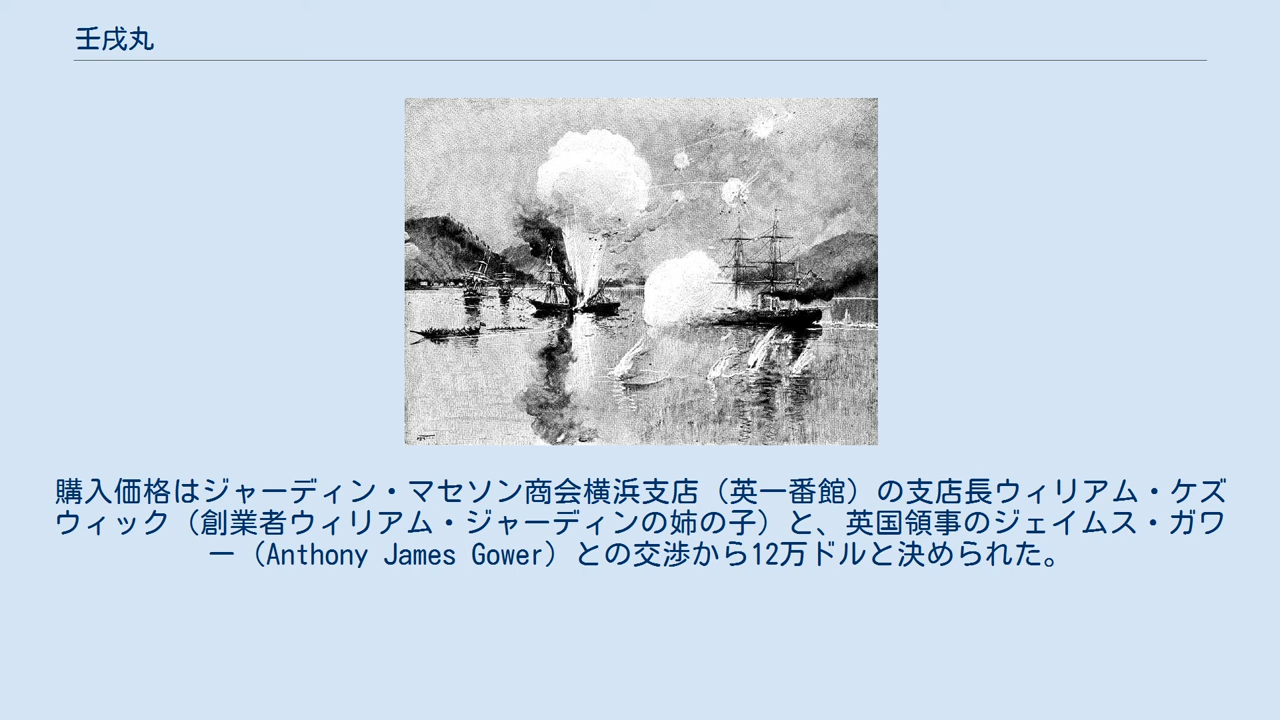 壬戌丸
購入価格はジャーディン・マセソン商会横浜支店（英一番館）の支店長ウィリアム・ケズ
ウィック（創業者ウィリアム・ジャーディンの姉の子）と、英国領事のジェイムス・ガワ
ー（Anthony James Gower）との交渉から12万ドルと決められた。